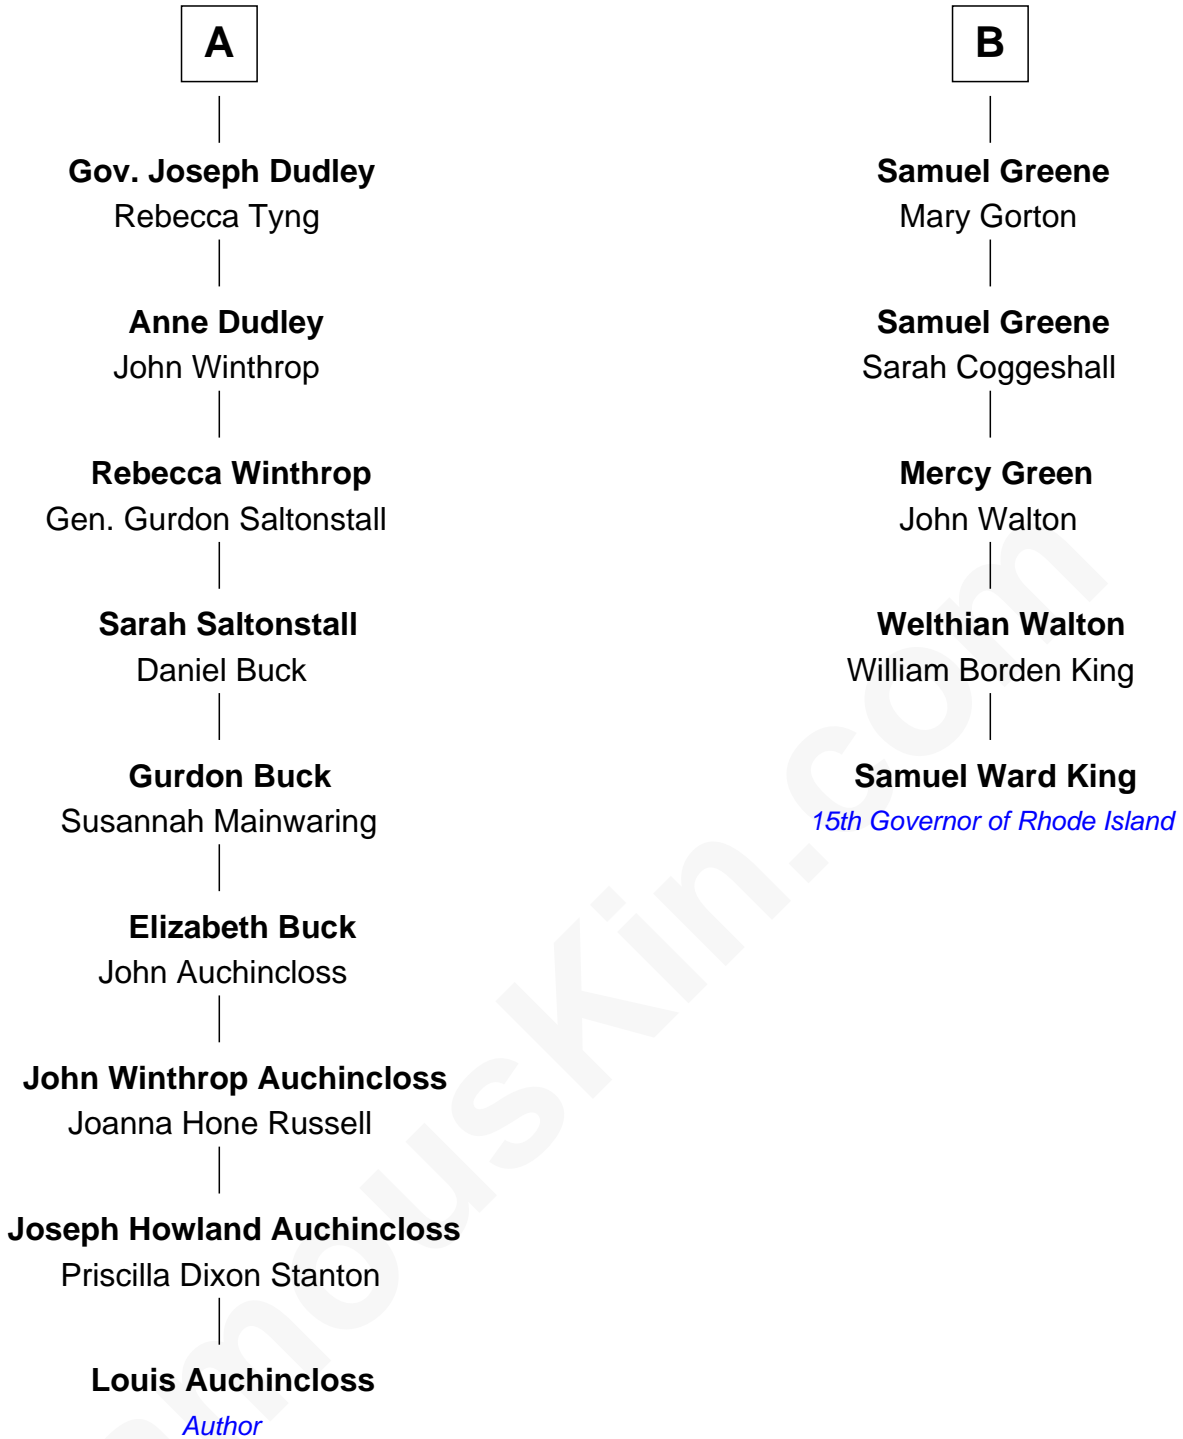 A
Gov. Joseph Dudley
Rebecca Tyng
Anne Dudley
John Winthrop
Rebecca Winthrop
Gen. Gurdon Saltonstall
Sarah Saltonstall
Daniel Buck
Gurdon Buck
Susannah Mainwaring
Elizabeth Buck
John Auchincloss
John Winthrop Auchincloss
Joanna Hone Russell
Joseph Howland Auchincloss
Priscilla Dixon Stanton
Louis Auchincloss
Author
B
Samuel Greene
Mary Gorton
Samuel Greene
Sarah Coggeshall
Mercy Green
John Walton
Welthian Walton
William Borden King
Samuel Ward King
15th Governor of Rhode Island
amouskin.com